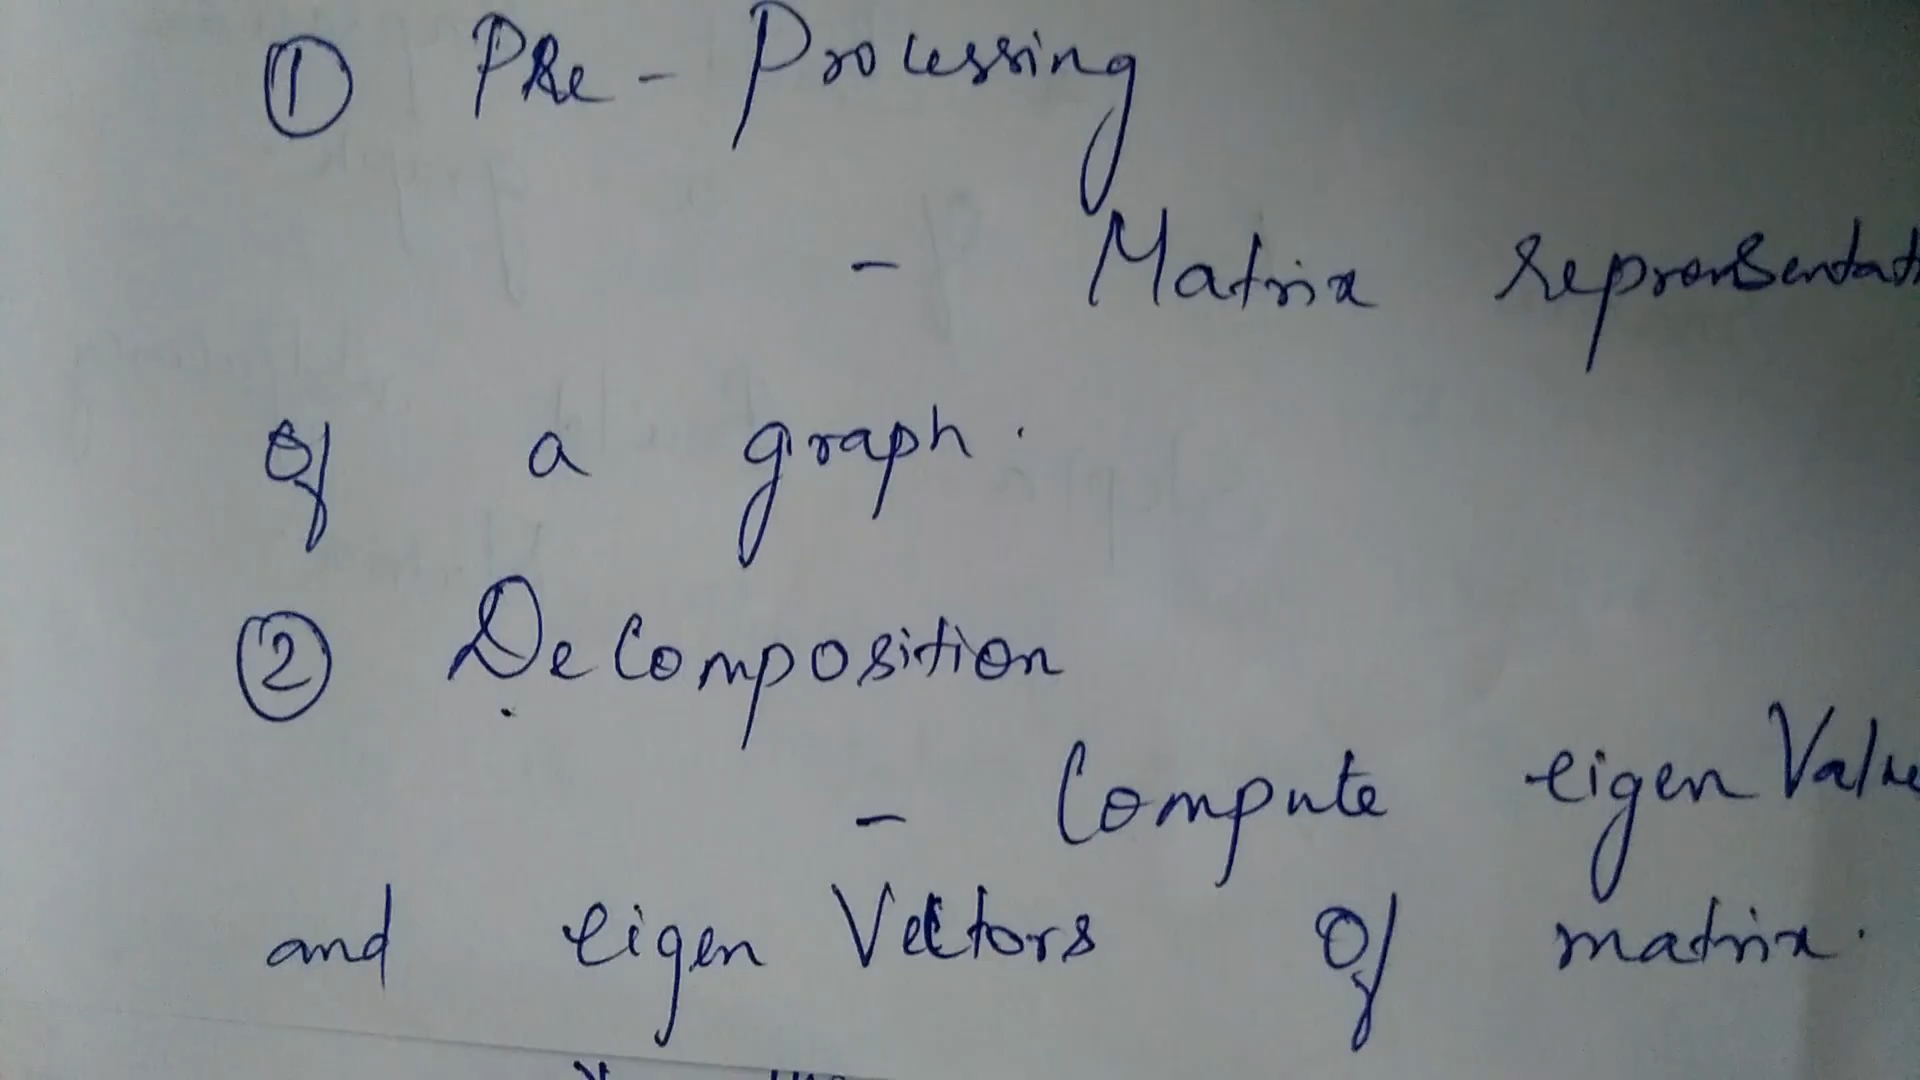 ① Pre - Processing
- Matrix representat
of a graph.
② Decomposition
- Compute eigen Value
and eigen Vectors of matrix.